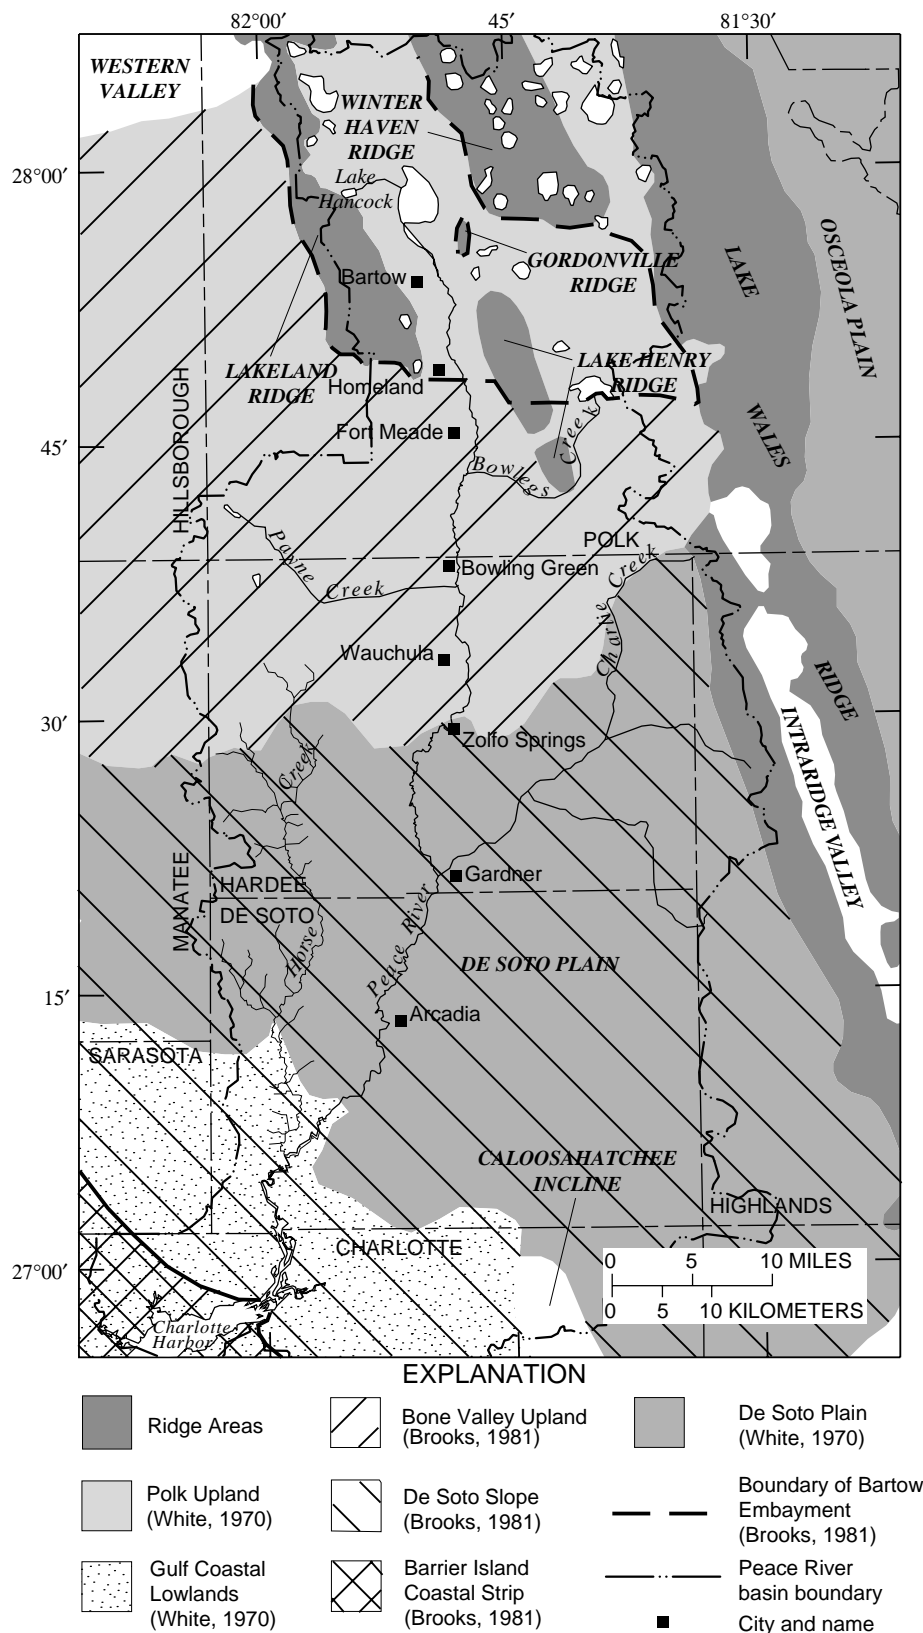 82°00′
45′
81°30′
WESTERN
VALLEY
WINTER
HAVEN
RIDGE
28°00′
Lake
Hancock
LAKE
OSCEOLA PLAIN
GORDONVILLE
RIDGE
Bartow
LAKELAND
RIDGE
LAKE HENRY
RIDGE
Homeland
HILLSBOROUGH
WALES
Fort Meade
45′
Bowlegs
Creek
POLK
Payne
Creek
Bowling Green
Creek
Charlie
Wauchula
RIDGE
30′
Zolfo Springs
INTRARIDGE VALLEY
Creek
MANATEE
HARDEE
DE SOTO
Gardner
Horse
Peace River
DE SOTO PLAIN
15′
Arcadia
SARASOTA
CALOOSAHATCHEE
INCLINE
HIGHLANDS
CHARLOTTE
27°00′
0 5 10 MILES
0 5 10 KILOMETERS
Charlotte
Harbor
EXPLANATION
Ridge Areas
Bone Valley Upland
(Brooks, 1981)
De Soto Plain
(White, 1970)
Polk Upland
(White, 1970)
De Soto Slope
(Brooks, 1981)
Boundary of Bartow
Embayment
(Brooks, 1981)
Gulf Coastal
Lowlands
(White, 1970)
Barrier Island
Coastal Strip
(Brooks, 1981)
Peace River
basin boundary
City and name